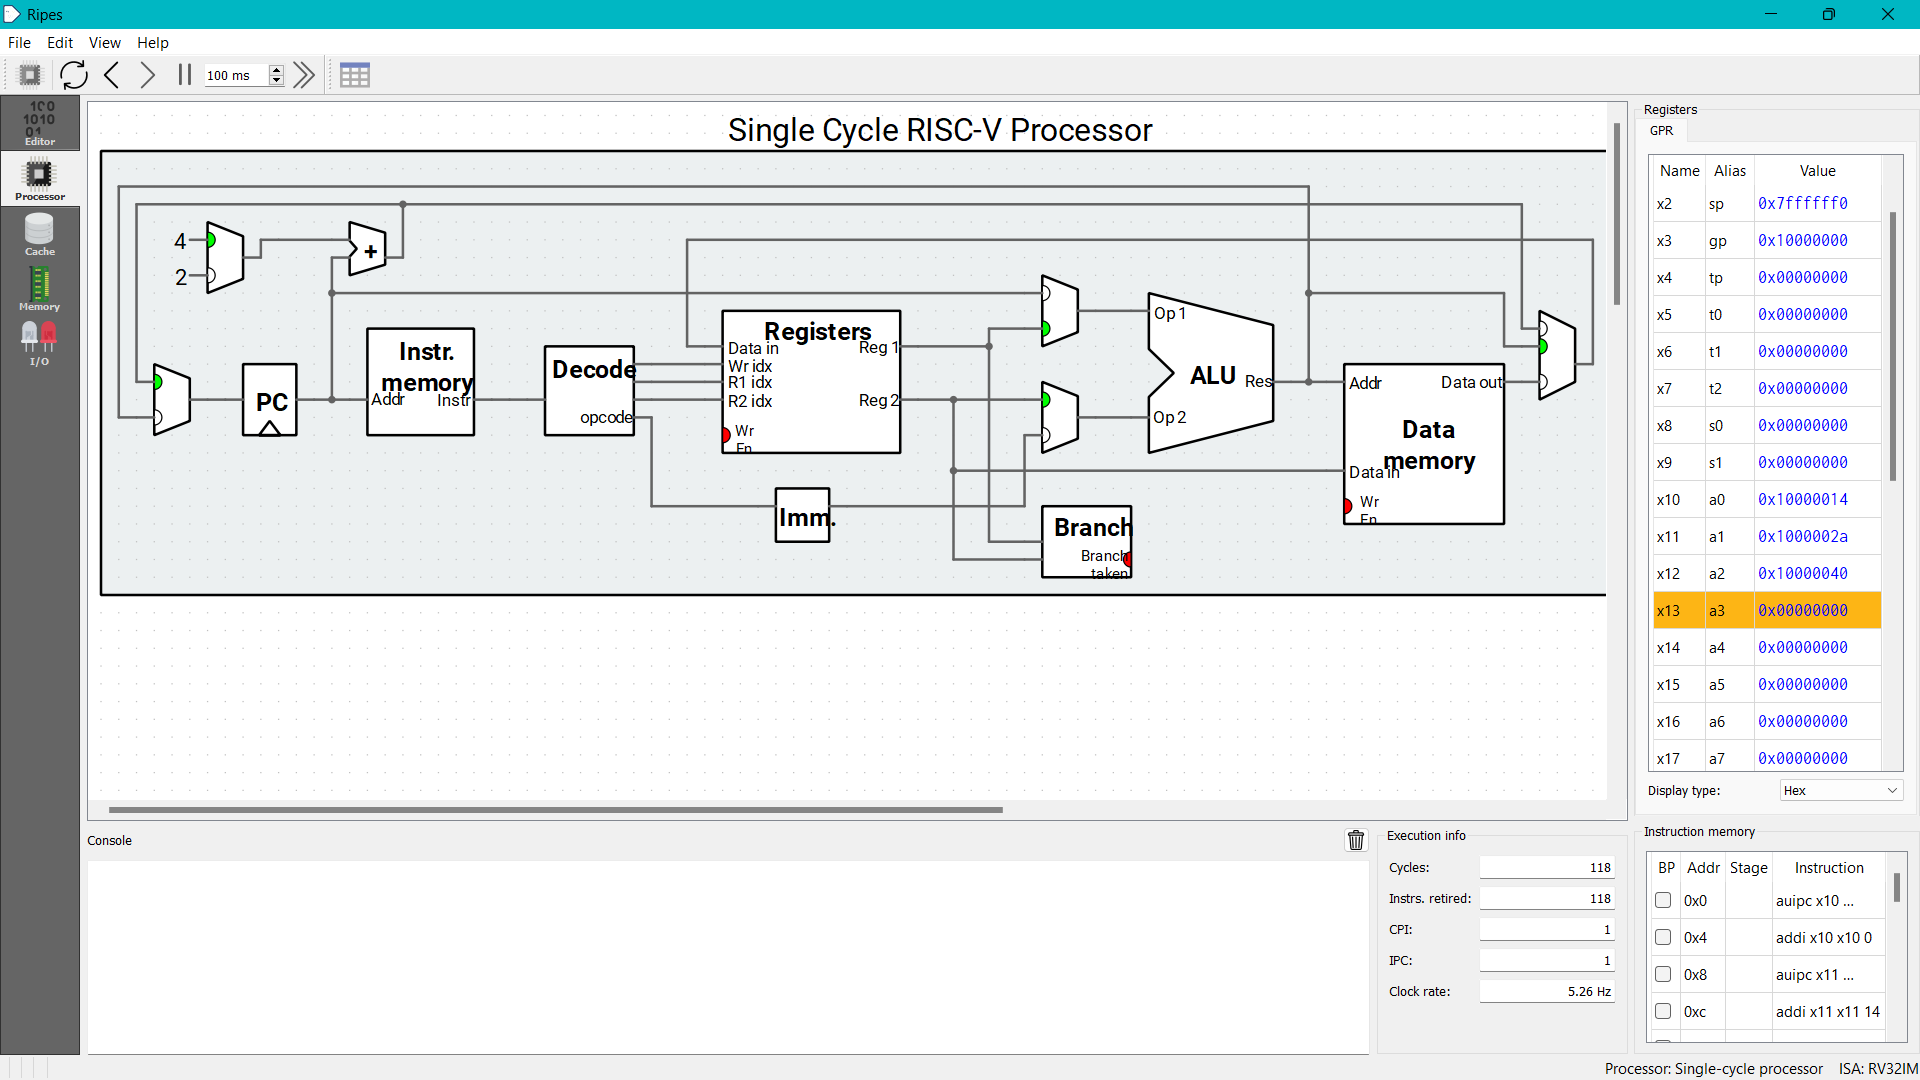 Ripes
File Edit View Help
100 ms
Editor
Processor
Cache
Memory
I/O
Single Cycle RISC-V Processor
4
2
+
PC
Instr.
memory
Addr
Instr
Decode
opcode
Registers
Data in
Wr idx
R1 idx
R2 idx
Reg 1
Reg 2
Wr
En
Imm.
Branch
Branch
taken
Op 1
Op 2
ALU
Res
Addr
Data out
Data
memory
Data in
Wr
En
Registers
GPR
Name Alias Value
x2 sp 0x7ffffff0
x3 gp 0x10000000
x4 tp 0x00000000
x5 t0 0x00000000
x6 t1 0x00000000
x7 t2 0x00000000
x8 s0 0x00000000
x9 s1 0x00000000
x10 a0 0x10000014
x11 a1 0x1000002a
x12 a2 0x10000040
x13 a3 0x00000000
x14 a4 0x00000000
x15 a5 0x00000000
x16 a6 0x00000000
x17 a7 0x00000000
Display type: Hex
Console
Execution info
Cycles: 118
Instrs. retired: 118
CPI: 1
IPC: 1
Clock rate: 5.26 Hz
Instruction memory
BP Addr Stage Instruction
0x0 auipc x10 ...
0x4 addi x10 x10 0
0x8 auipc x11 ...
0xc addi x11 x11 14
Processor: Single-cycle processor ISA: RV32IM